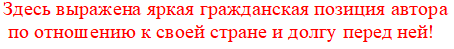 Здесь выражена яркая гражданская позиция автора
по отношению к своей стране и долгу перед ней!